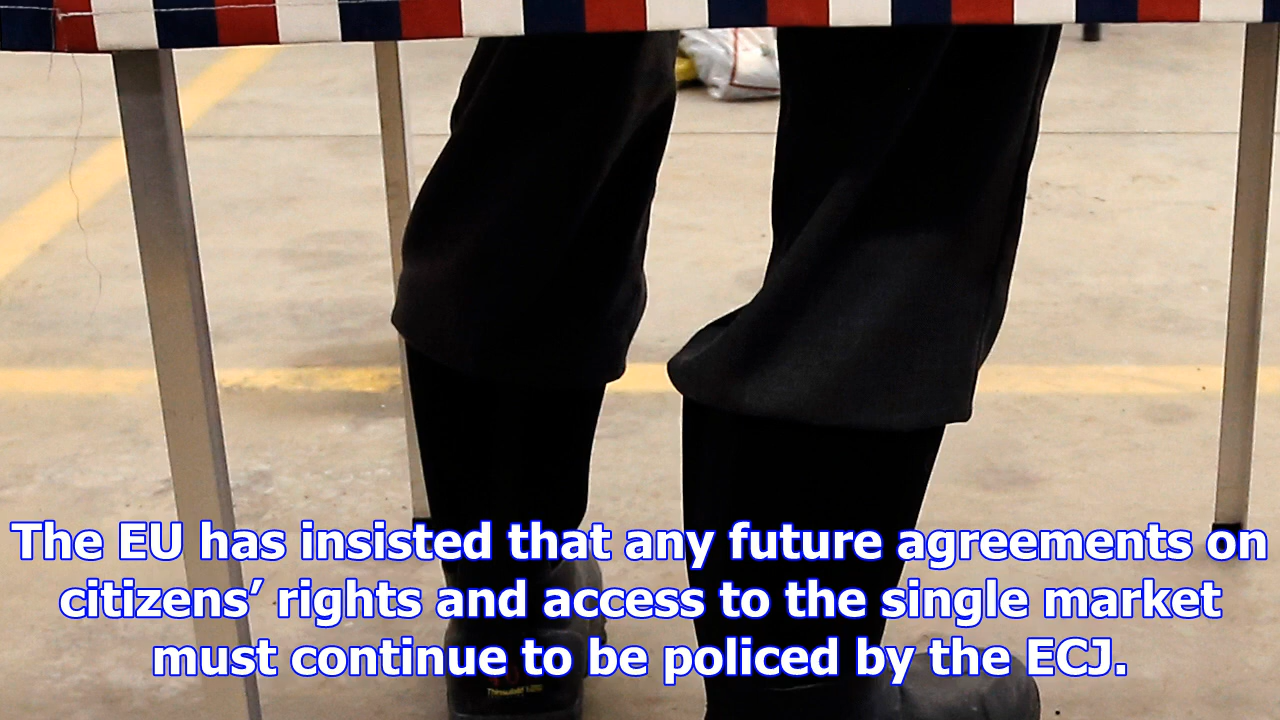 The EU has insisted that any future agreements on
citizens’ rights and access to the single market
must continue to be policed by the ECJ.